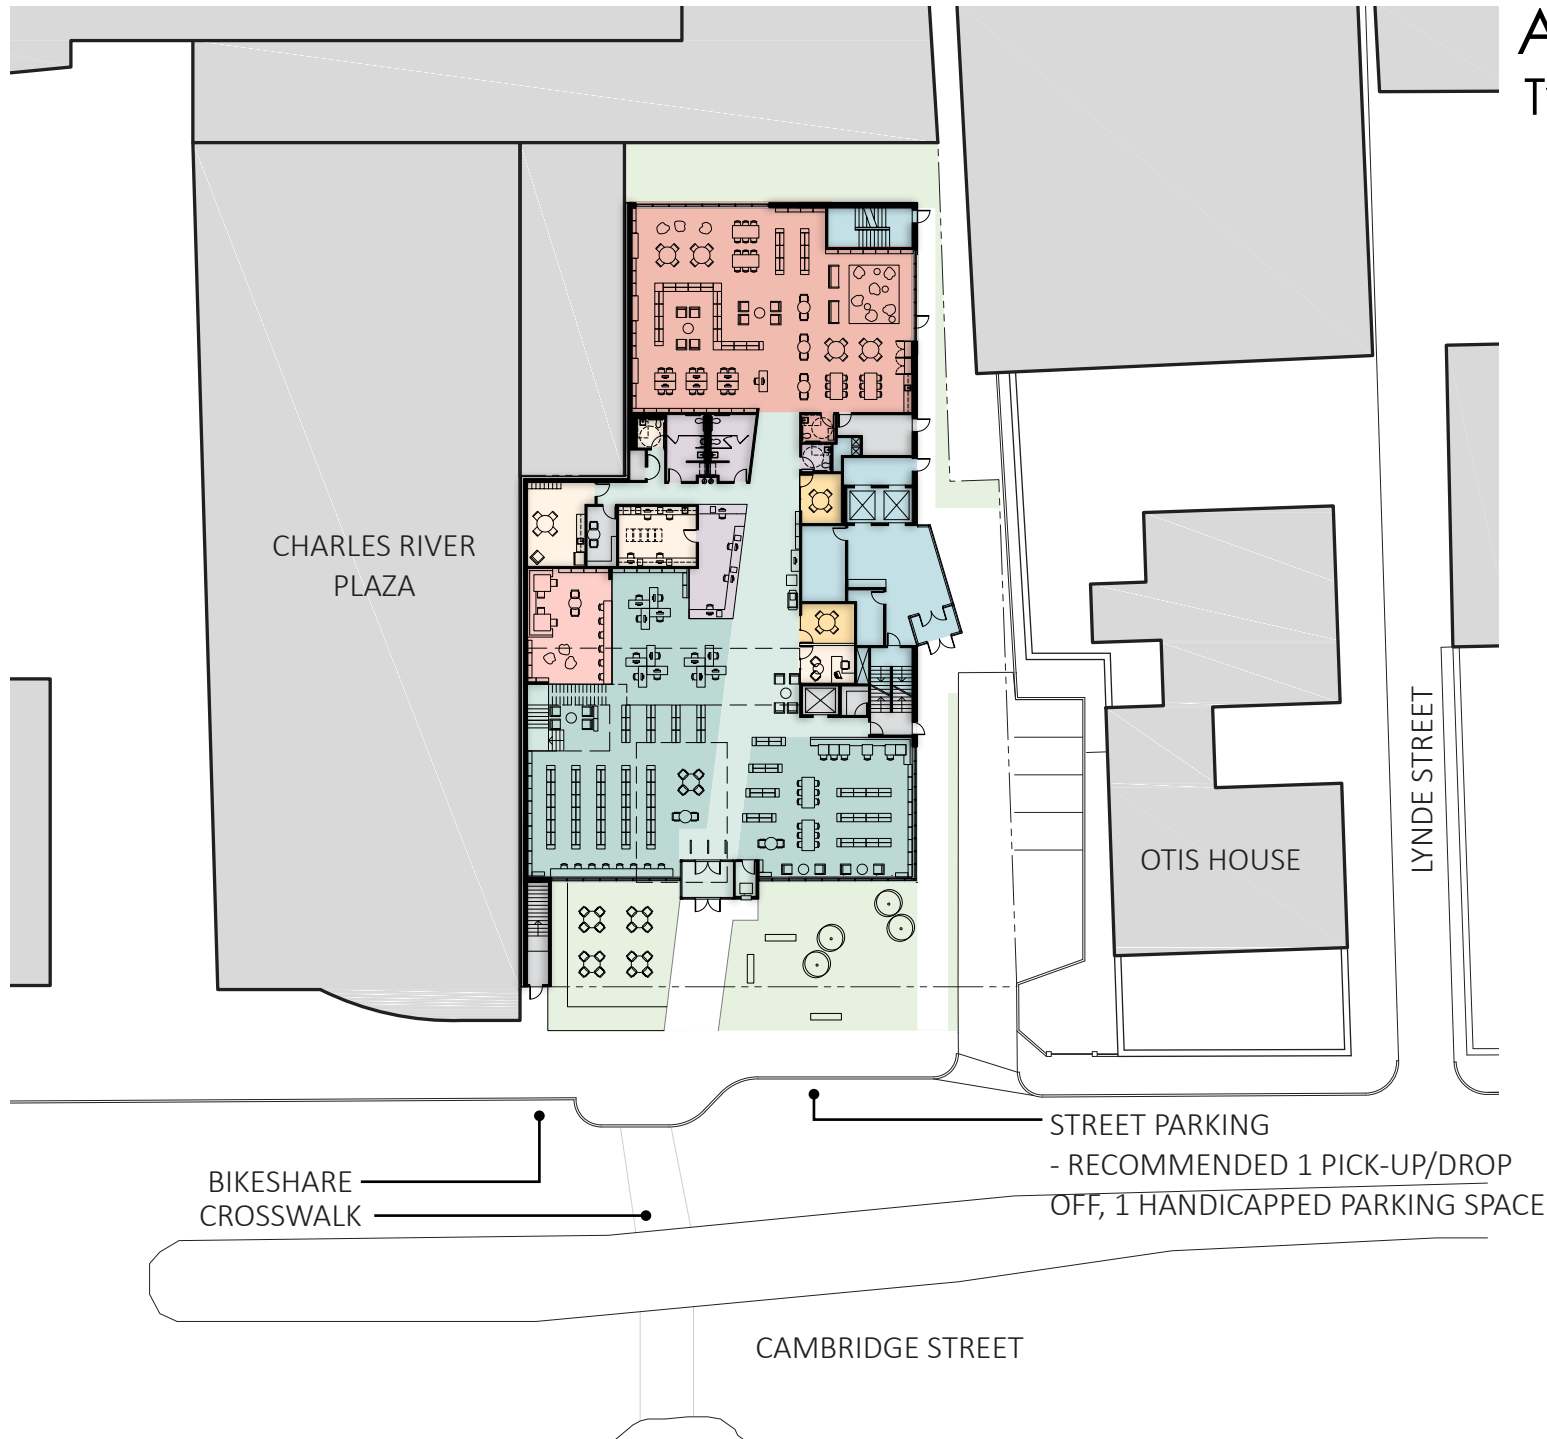 CHARLES RIVER
PLAZA
OTIS HOUSE
LYNDE STREET
STREET PARKING
- RECOMMENDED 1 PICK-UP/DROP
OFF, 1 HANDICAPPED PARKING SPACE
BIKESHARE
CROSSWALK
CAMBRIDGE STREET